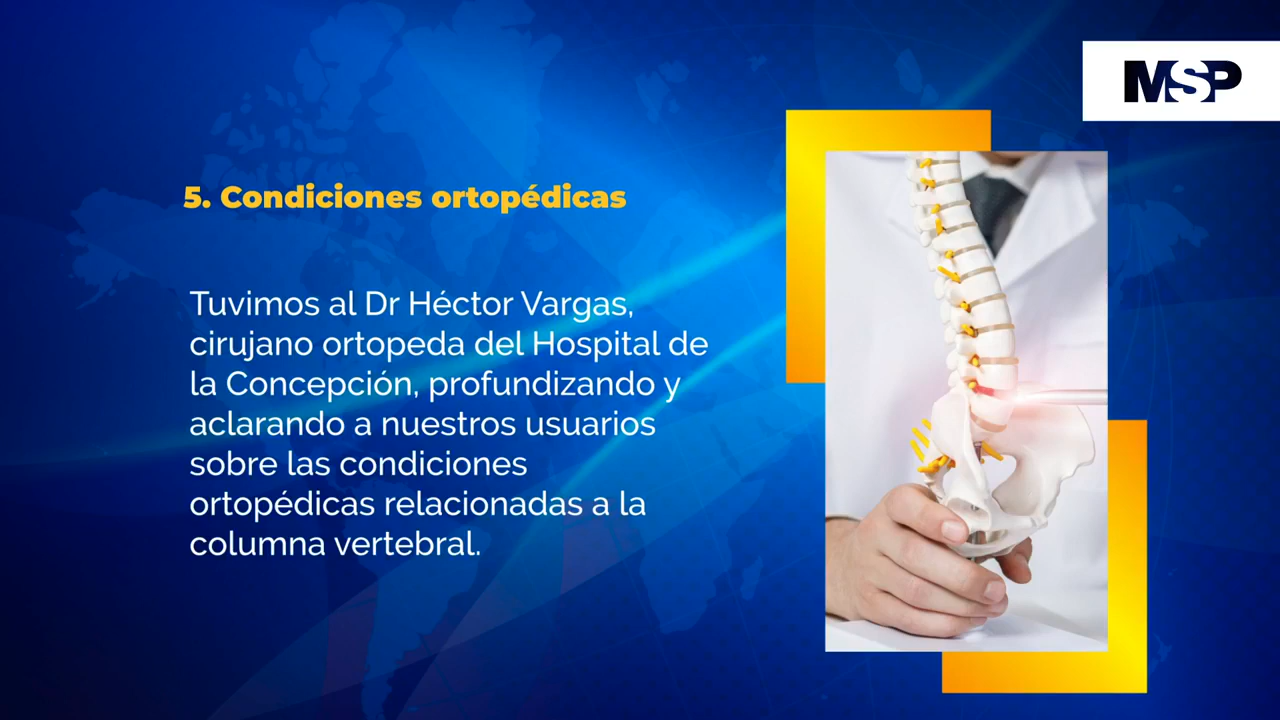 MSP
5. Condiciones ortopédicas
Tuvimos al Dr Héctor Vargas,
cirujano ortopeda del Hospital de
la Concepción, profundizando y
aclarando a nuestros usuarios
sobre las condiciones
ortopédicas relacionadas a la
columna vertebral.